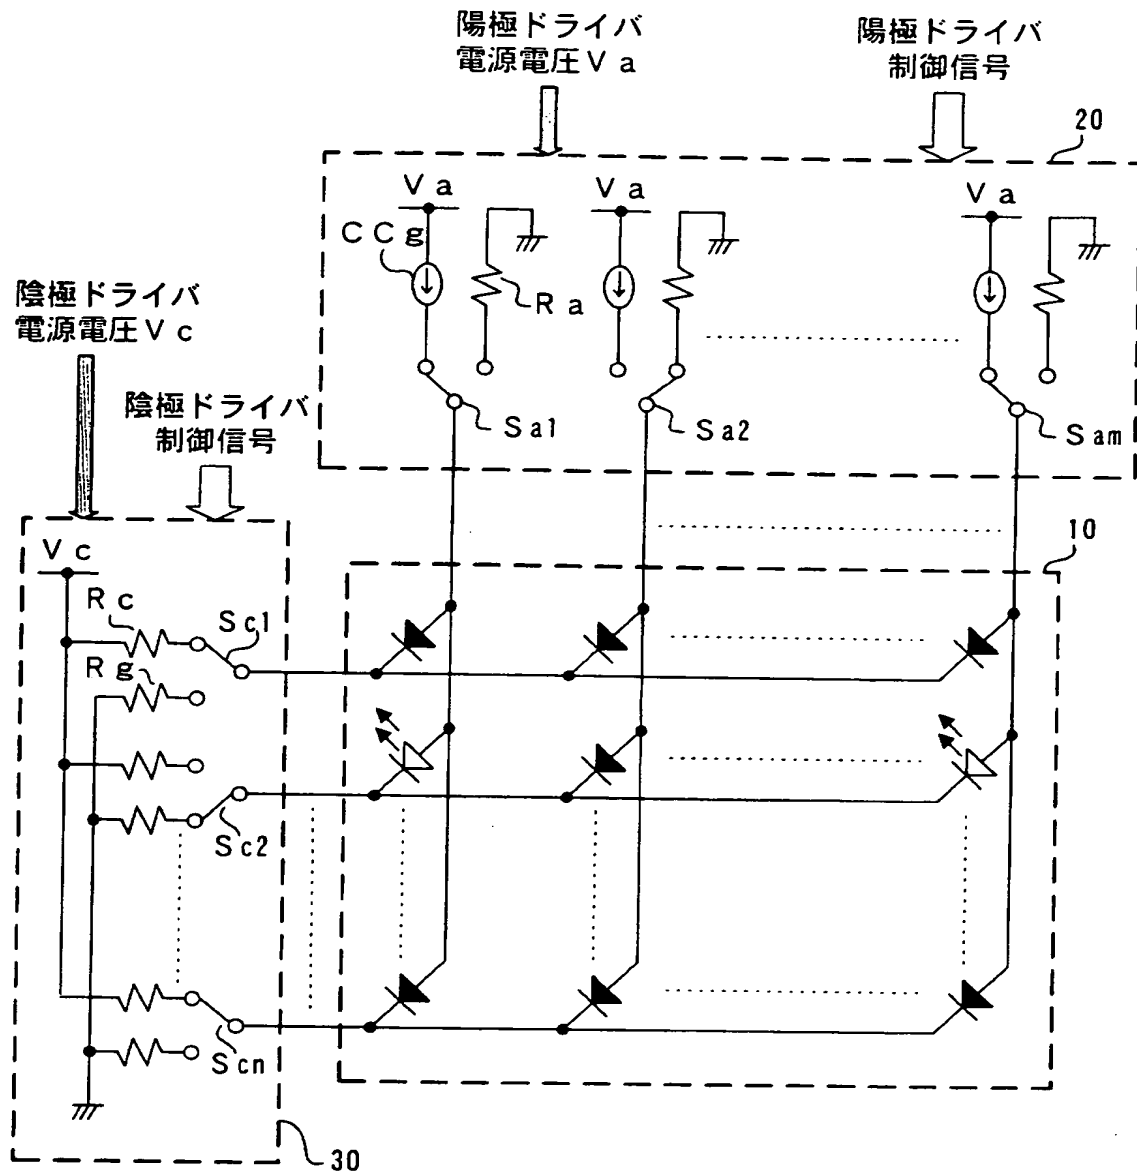 陽極ドライバ
電源電圧Va
陽極ドライバ
制御信号
20
Va
Va
Va
CCg
Ra
陰極ドライバ
電源電圧Vc
陰極ドライバ
制御信号
Sa1
Sa2
Sam
10
Vc
Rc
Sc1
Rg
Sc2
Scn
30